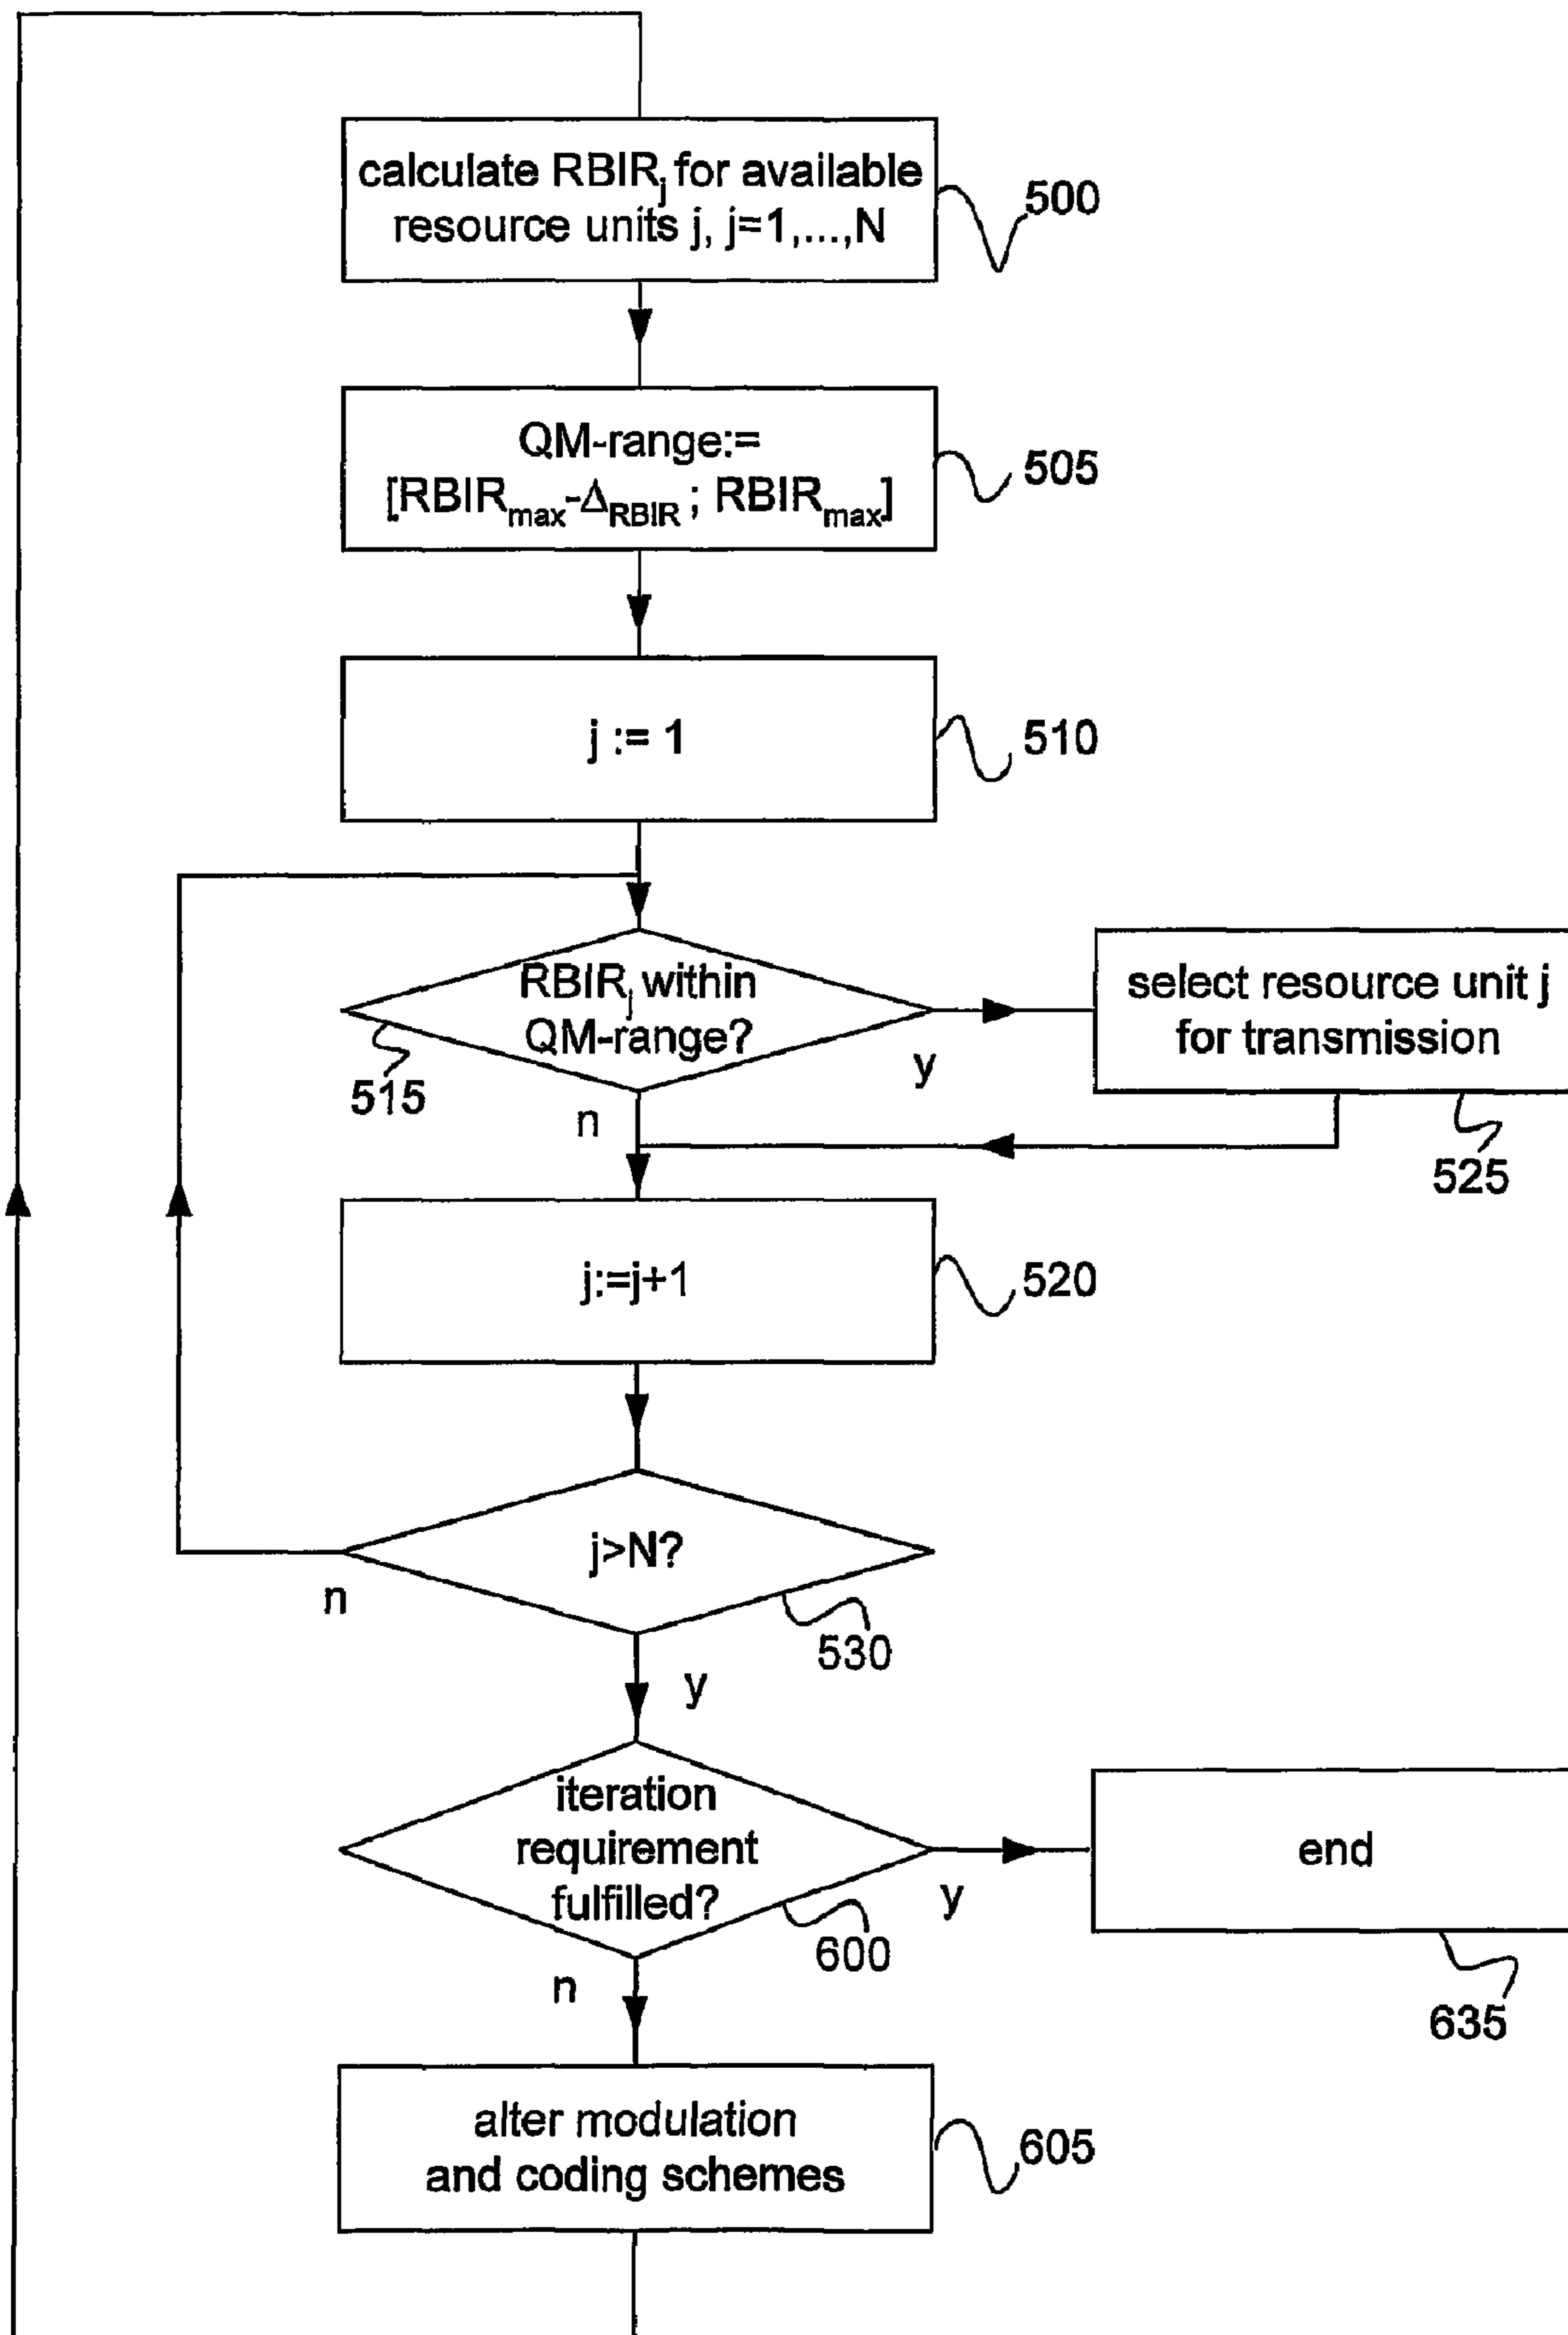 calculate RBIRj for available
resource units j, j=1,...,N
500
QM-range:=
[RBIRmax-ΔRBIR ; RBIRmax]
505
j := 1
510
RBIRj within
QM-range?
515
y
n
select resource unit j
for transmission
525
j:=j+1
520
j>N?
n
530
y
iteration
requirement
fulfilled?
600
y
n
end
635
alter modulation
and coding schemes
605